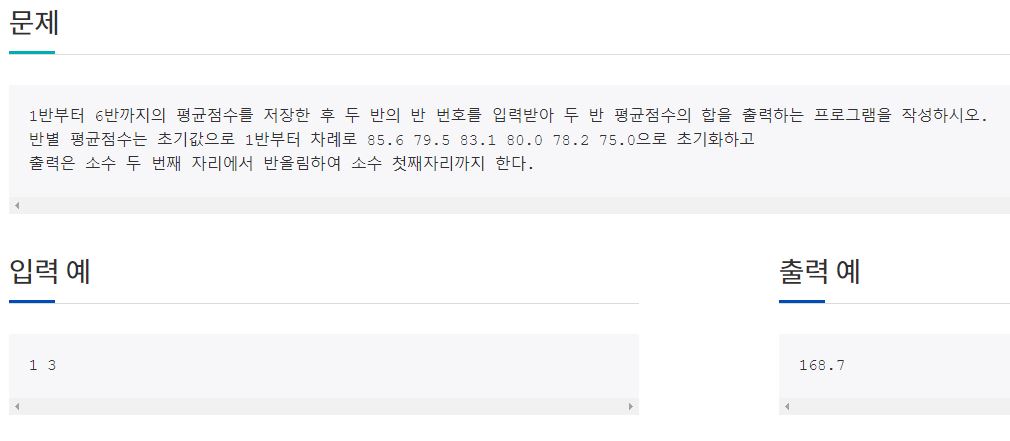 문제
1반부터 6반까지의 평균점수를 저장한 후 두 반의 반 번호를 입력받아 두 반 평균점수의 합을 출력하는 프로그램을 작성하시오.
반별 평균점수는 초기값으로 1반부터 차례로 85.6 79.5 83.1 80.0 78.2 75.0으로 초기화하고
출력은 소수 두 번째 자리에서 반올림하여 소수 첫째자리까지 한다.
입력 예
출력 예
1 3
168.7